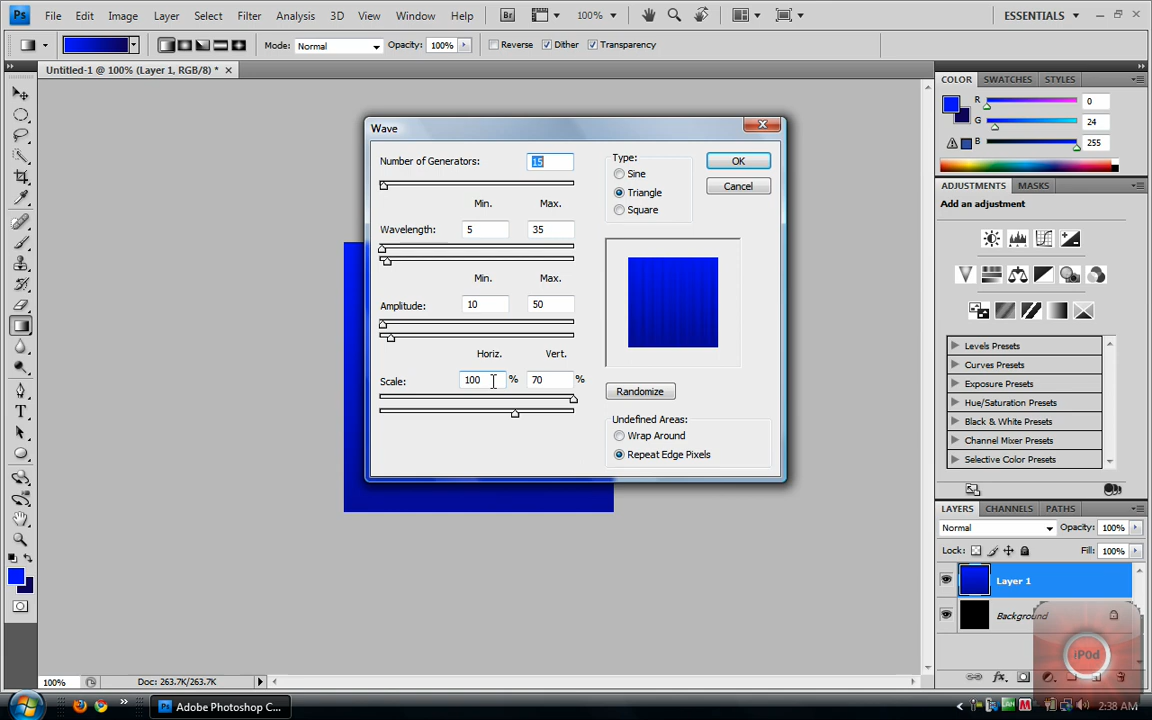 Ps File Edit Image Layer Select Filter Analysis 3D View Window Help Br 100% ESSENTIALS
Mode: Normal Opacity: 100% Reverse Dither Transparency
Untitled-1 @ 100% (Layer 1, RGB/8) *
COLOR SWATCHES STYLES
R 0
G 24
B 255
ADJUSTMENTS MASKS
Add an adjustment
Levels Presets
Curves Presets
Exposure Presets
Hue/Saturation Presets
Black & White Presets
Channel Mixer Presets
Selective Color Presets
LAYERS CHANNELS PATHS
Normal Opacity: 100%
Lock: Fill: 100%
Layer 1
Background
iPod
Wave
Number of Generators: 15
Min. Max.
Wavelength: 5 35
Min. Max.
Amplitude: 10 50
Horiz. Vert.
Scale: 100 % 70 %
Type:
Sine
Triangle
Square
OK
Cancel
Randomize
Undefined Areas:
Wrap Around
Repeat Edge Pixels
T
100% Doc: 263.7K/263.7K
Ps Adobe Photoshop C... 2:38 AM